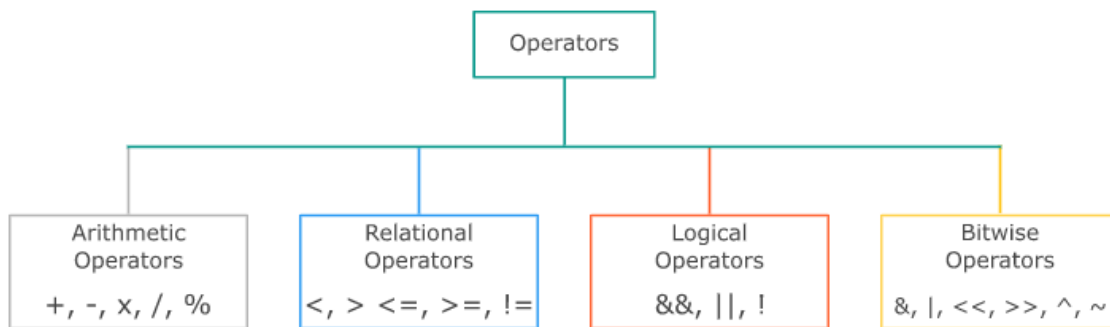 Operators
Arithmetic
Operators
+, -, x, /, %
Relational
Operators
<, > <=, >=, !=
Logical
Operators
&&, ||, !
Bitwise
Operators
&, |, <<, >>, ^, ~